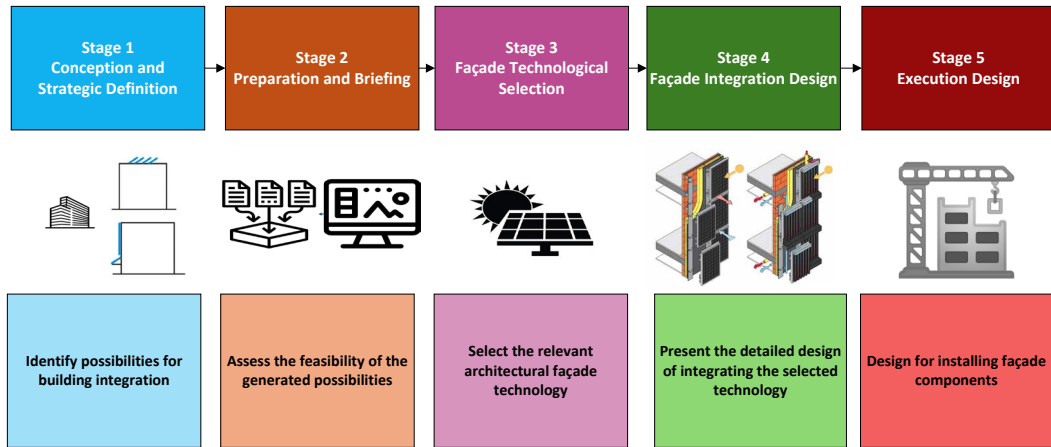 Stage 1
Conception and
Strategic Definition
Stage 2
Preparation and Briefing
Stage 3
Façade Technological
Selection
Stage 4
Façade Integration Design
Stage 5
Execution Design
Identify possibilities for
building integration
Assess the feasibility of the
generated possibilities
Select the relevant
architectural façade
technology
Present the detailed design
of integrating the selected
technology
Design for installing façade
components